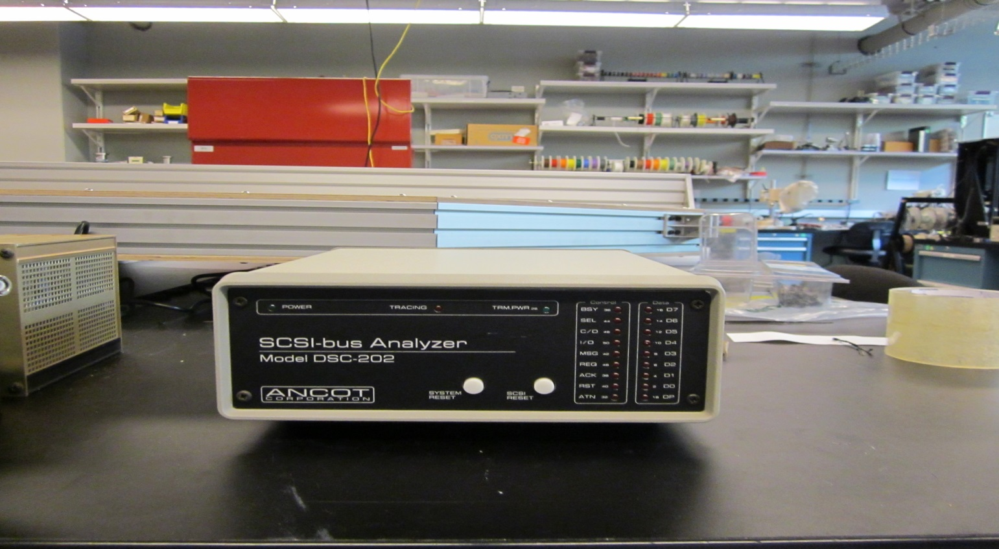 POWER TRACING TRM.PWR 26
SCSI-bus Analyzer
Model DSC-202
SYSTEM RESET
SCSI RESET
ANCOT
CORPORATION
Control
BSY 36
SEL 44
C/D 46
I/O 50
MSG 42
REQ 48
ACK 38
RST 40
ATN 32
Data
16 D7
14 D6
12 D5
10 D4
8 D3
6 D2
4 D1
2 D0
18 DP